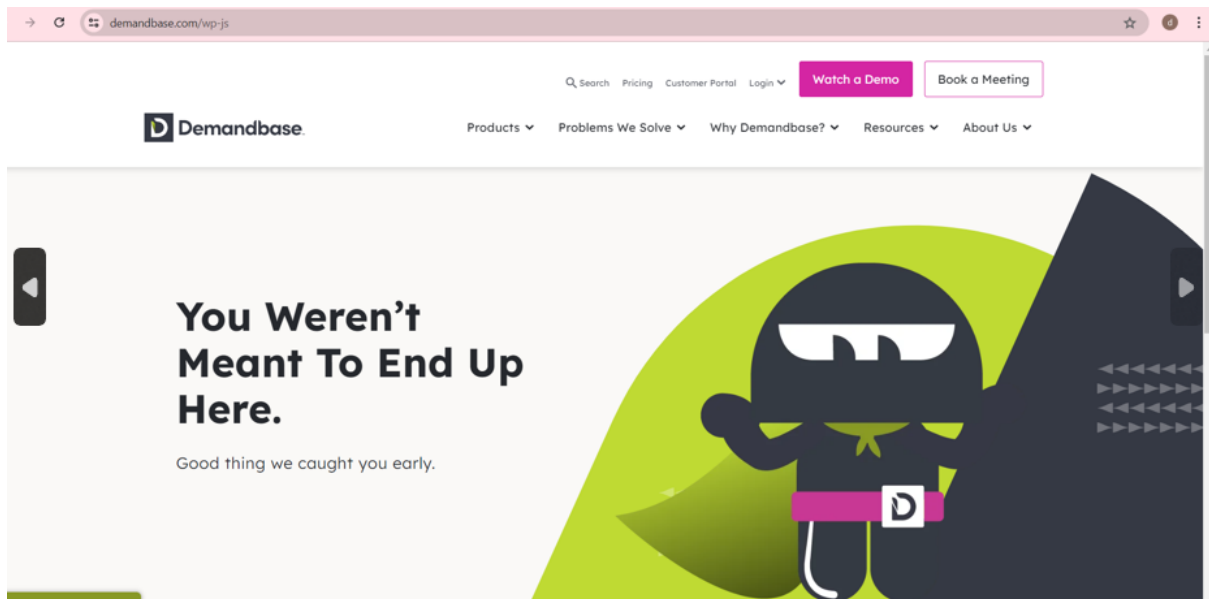 demandbase.com/wp-js
d
Search Pricing Customer Portal Login Watch a Demo Book a Meeting
Demandbase.
Products Problems We Solve Why Demandbase? Resources About Us
You Weren’t
Meant To End Up
Here.
Good thing we caught you early.
D